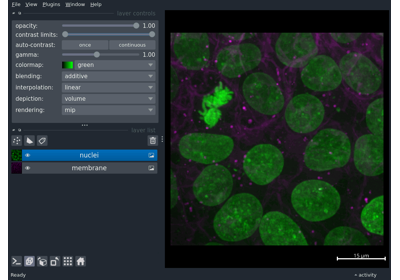 File View Plugins Window Help
layer controls
opacity: 1.00
contrast limits:
auto-contrast: once continuous
gamma: 1.00
colormap: green
blending: additive
interpolation: linear
depiction: volume
rendering: mip
layer list
nuclei
membrane
15 µm
Ready
activity